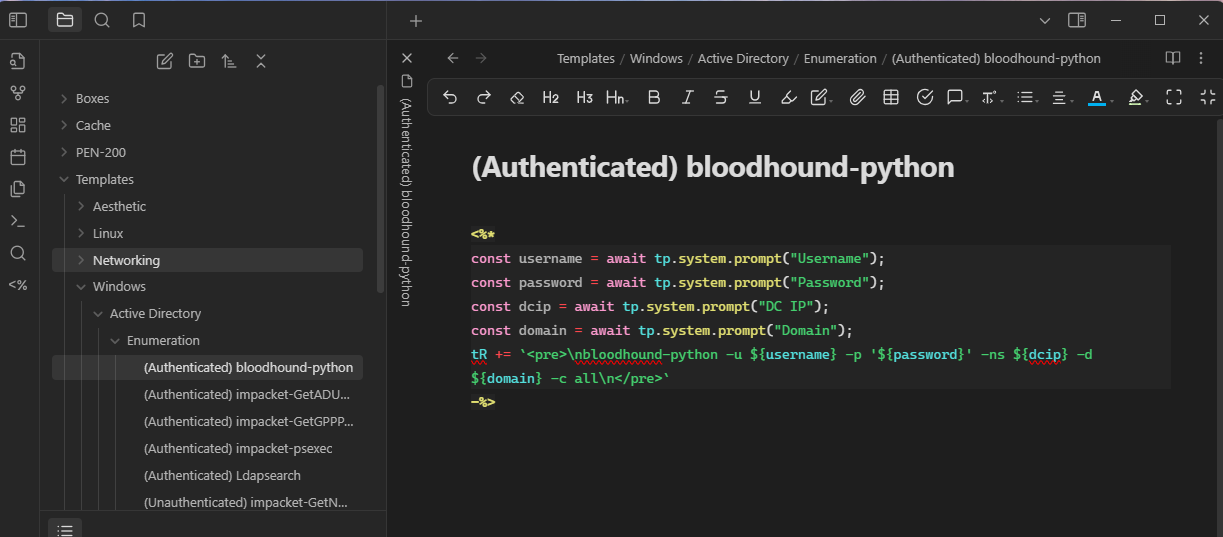 Templates / Windows / Active Directory / Enumeration / (Authenticated) bloodhound-python
H2 H3 Hn B I S U T A
Boxes
Cache
PEN-200
Templates
Aesthetic
Linux
Networking
Windows
Active Directory
Enumeration
(Authenticated) bloodhound-python
(Authenticated) impacket-GetADU...
(Authenticated) impacket-GetGPPP...
(Authenticated) impacket-psexec
(Authenticated) Ldapsearch
(Unauthenticated) impacket-GetN...
<%
(Authenticated) bloodhound-python
(Authenticated) bloodhound-python
<%*
const username = await tp.system.prompt("Username");
const password = await tp.system.prompt("Password");
const dcip = await tp.system.prompt("DC IP");
const domain = await tp.system.prompt("Domain");
tR += `<pre>\nbloodhound-python -u ${username} -p '${password}' -ns ${dcip} -d
${domain} -c all\n</pre>`
-%>